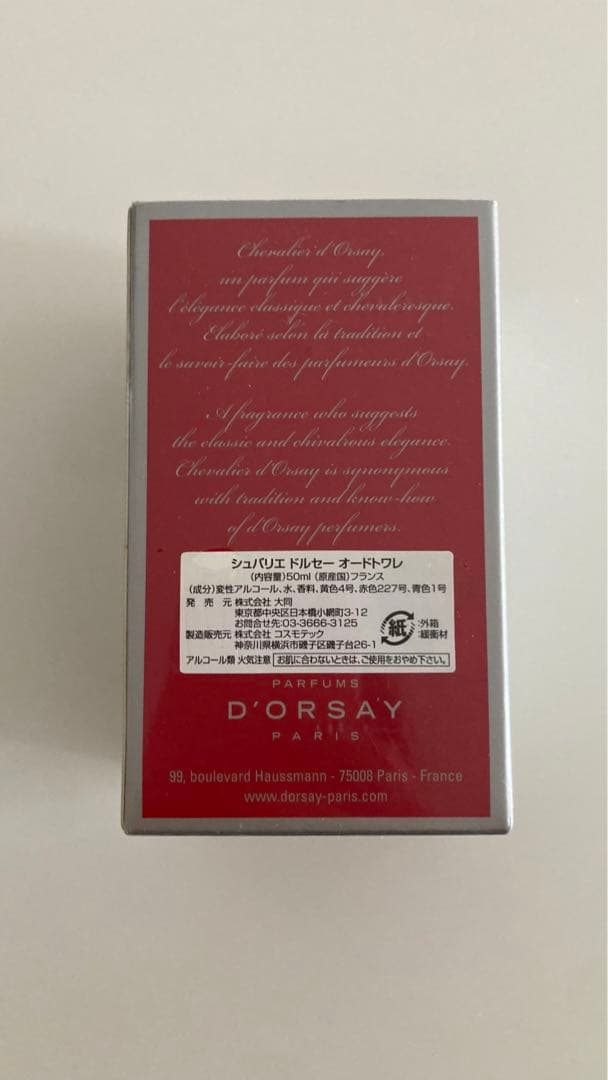 Chevalier d'Orsay,
un parfum qui suggère
l'élégance classique et chevaleresque.
Elaboré selon la tradition et
le savoir-faire des parfumeurs d'Orsay.
A fragrance who suggests
the classic and chivalrous elegance.
Chevalier d'Orsay is synonymous
with tradition and know-how
of d'Orsay perfumers.
シュバリエ ドルセー オードトワレ
(内容量)50ml (原産国)フランス
(成分)変性アルコール、水、香料、黄色4号、赤色227号、青色1号
発 売 元 株式会社 大同
東京都中央区日本橋小網町3-12
お問合せ先:03-3666-3125
製造販売元 株式会社 コスモテック
神奈川県横浜市磯子区磯子台26-1
紙 :外箱
:緩衝材
アルコール類 火気注意 お肌に合わないときは、ご使用をおやめ下さい。
PARFUMS
D'ORSAY
PARIS
99, boulevard Haussmann - 75008 Paris - France
www.dorsay-paris.com